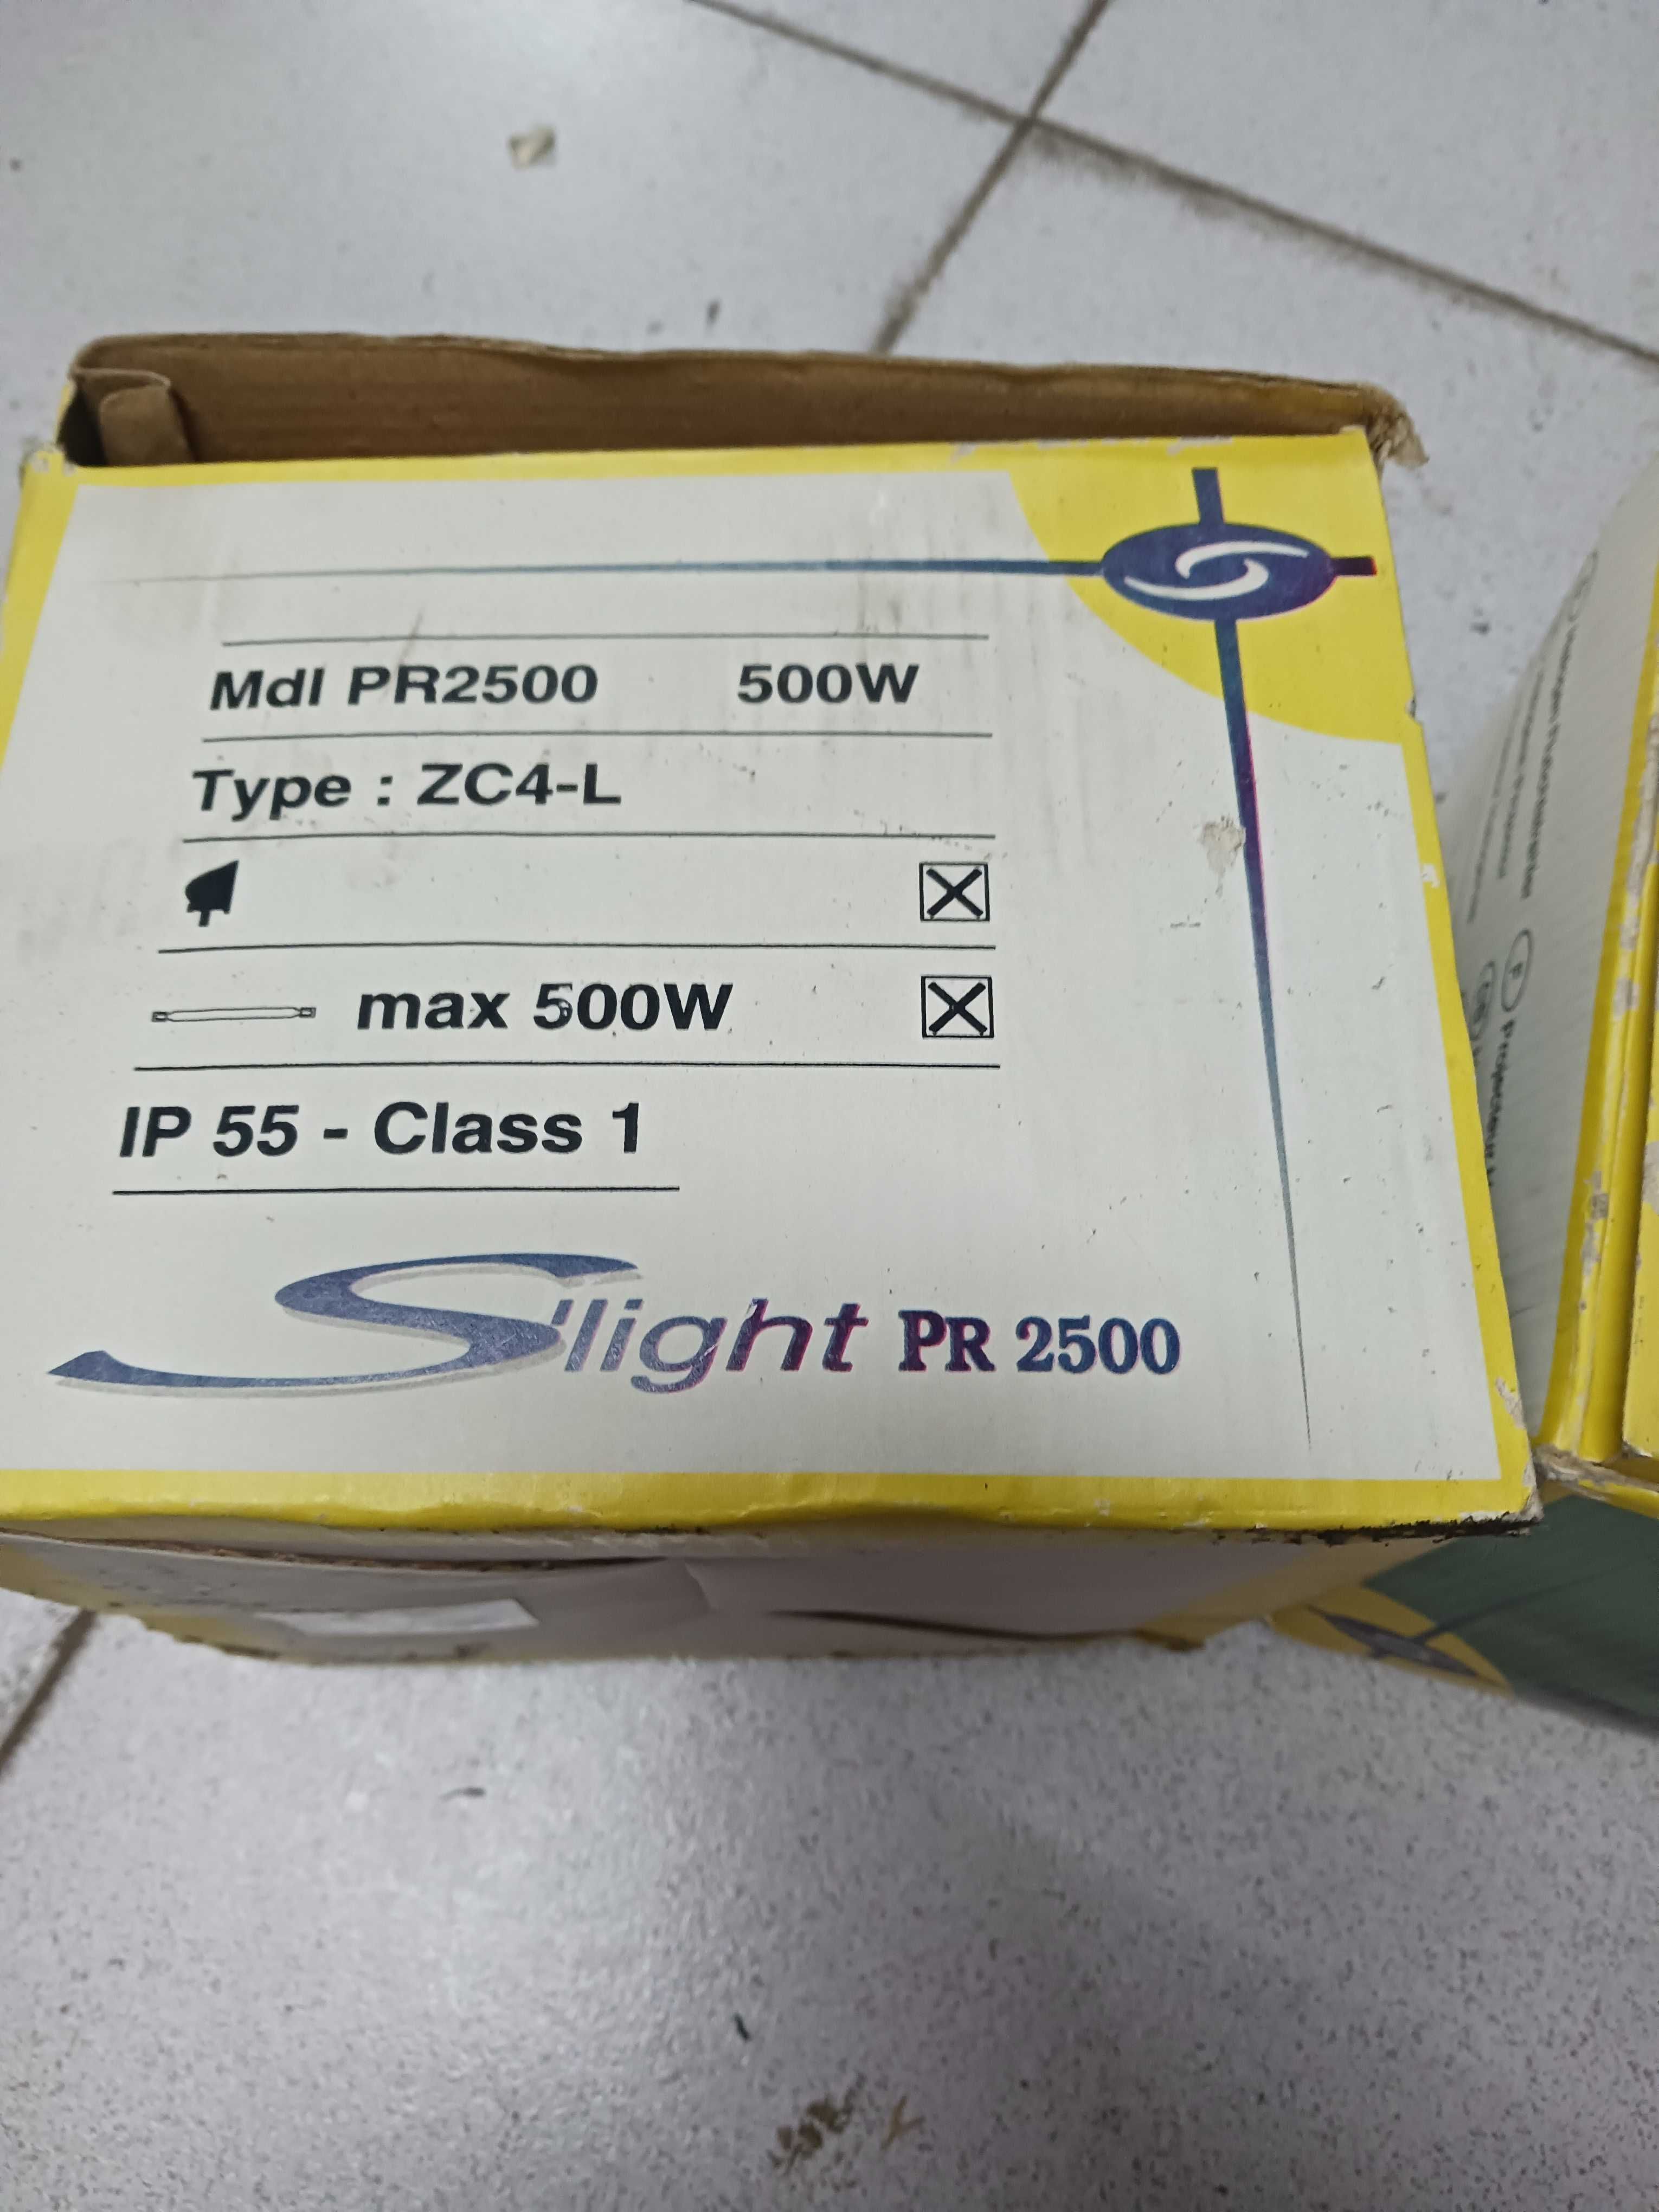 Mdl PR2500 500W
Type : ZC4-L
max 500W
IP 55 - Class 1
S'light PR 2500
F